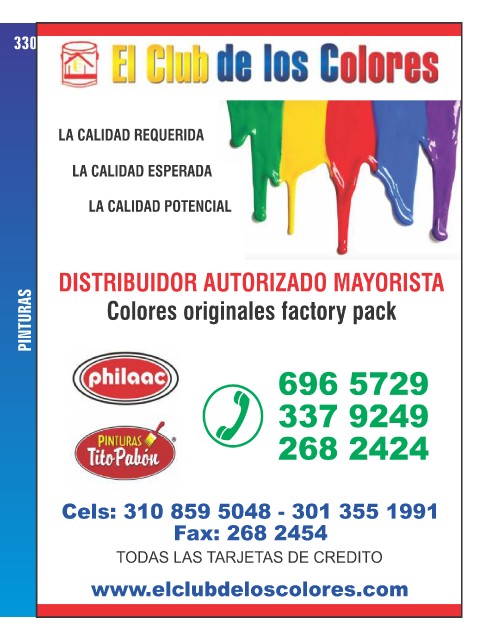 330
El Club de los Colores
LA CALIDAD REQUERIDA
LA CALIDAD ESPERADA
LA CALIDAD POTENCIAL
DISTRIBUIDOR AUTORIZADO MAYORISTA
Colores originales factory pack
PINTURAS
philaac
PINTURAS
Tito Pabón
696 5729
337 9249
268 2424
Cels: 310 859 5048 - 301 355 1991
Fax: 268 2454
TODAS LAS TARJETAS DE CREDITO
www.elclubdeloscolores.com